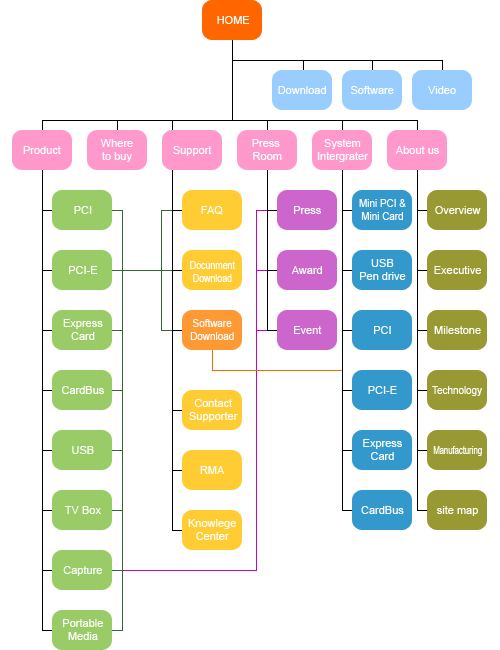 HOME
Download
Software
Video
Product
Where
to buy
Support
Press
Room
System
Intergrater
About us
PCI
PCI-E
Express
Card
CardBus
USB
TV Box
Capture
Portable
Media
FAQ
Document
Download
Software
Download
Contact
Supporter
RMA
Knowlege
Center
Press
Award
Event
Mini PCI &
Mini Card
USB
Pen drive
PCI
PCI-E
Express
Card
CardBus
Overview
Executive
Milestone
Technology
Manufacturing
site map